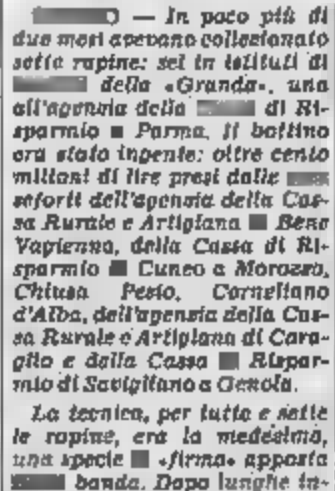 — In poco più di
due mesi avevano collezionato
sette rapine: sei in istituti di
della «Granda», una
all'agenzia della di Ri-
sparmio Parma. Il bottino
era stato ingente: oltre cento
milioni di lire presi dalle
seforti dell'agenzia della Cas-
sa Rurale e Artigiana Bene
Vagienna, della Cassa di Ri-
sparmio Cuneo a Morozzo,
Chiusa Pesio, Corneliano
d'Alba, dell'agenzia della Cas-
sa Rurale e Artigiana di Cara-
glio e della Cassa Rispar-
mio di Savigliano a Genola.
La tecnica, per tutte e sette
le rapine, era la medesima,
una specie «firma» apposta
banda. Dopo lunghe in-